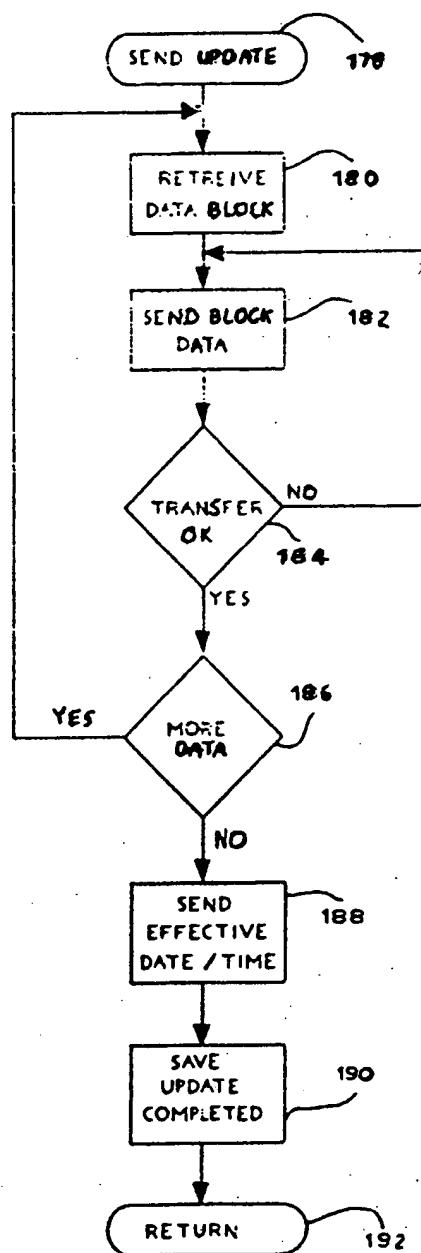 SEND UPDATE
178
RETREIVE
DATA BLOCK
180
SEND BLOCK
DATA
182
TRANSFER
OK
NO
184
YES
MORE
DATA
186
YES
NO
SEND
EFFECTIVE
DATE / TIME
188
SAVE
UPDATE
COMPLETED
190
RETURN
192